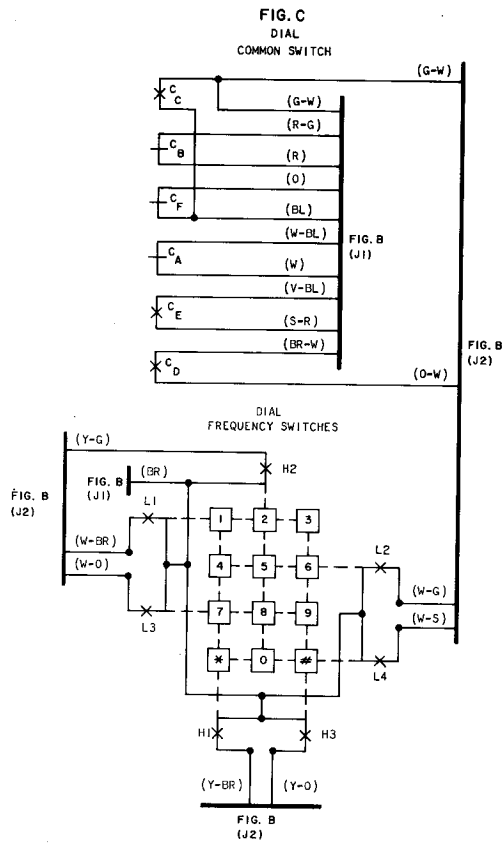 FIG. C
DIAL
COMMON SWITCH
(G-W)
C C
(G-W)
(R-G)
C B
(R)
(O)
C F
(BL)
(W-BL)
FIG. B
(J1)
C A
(W)
(V-BL)
C E
(S-R)
(BR-W)
FIG. B
(J2)
C D
(O-W)
DIAL
FREQUENCY SWITCHES
(Y-G)
(BR)
H2
FIG. B
(J1)
FIG. B
(J2)
L1
1 2 3
(W-BR)
L2
4 5 6
(W-O)
(W-G)
7 8 9
L3
(W-S)
* 0 #
L4
H1
H3
(Y-BR)
(Y-O)
FIG. B
(J2)